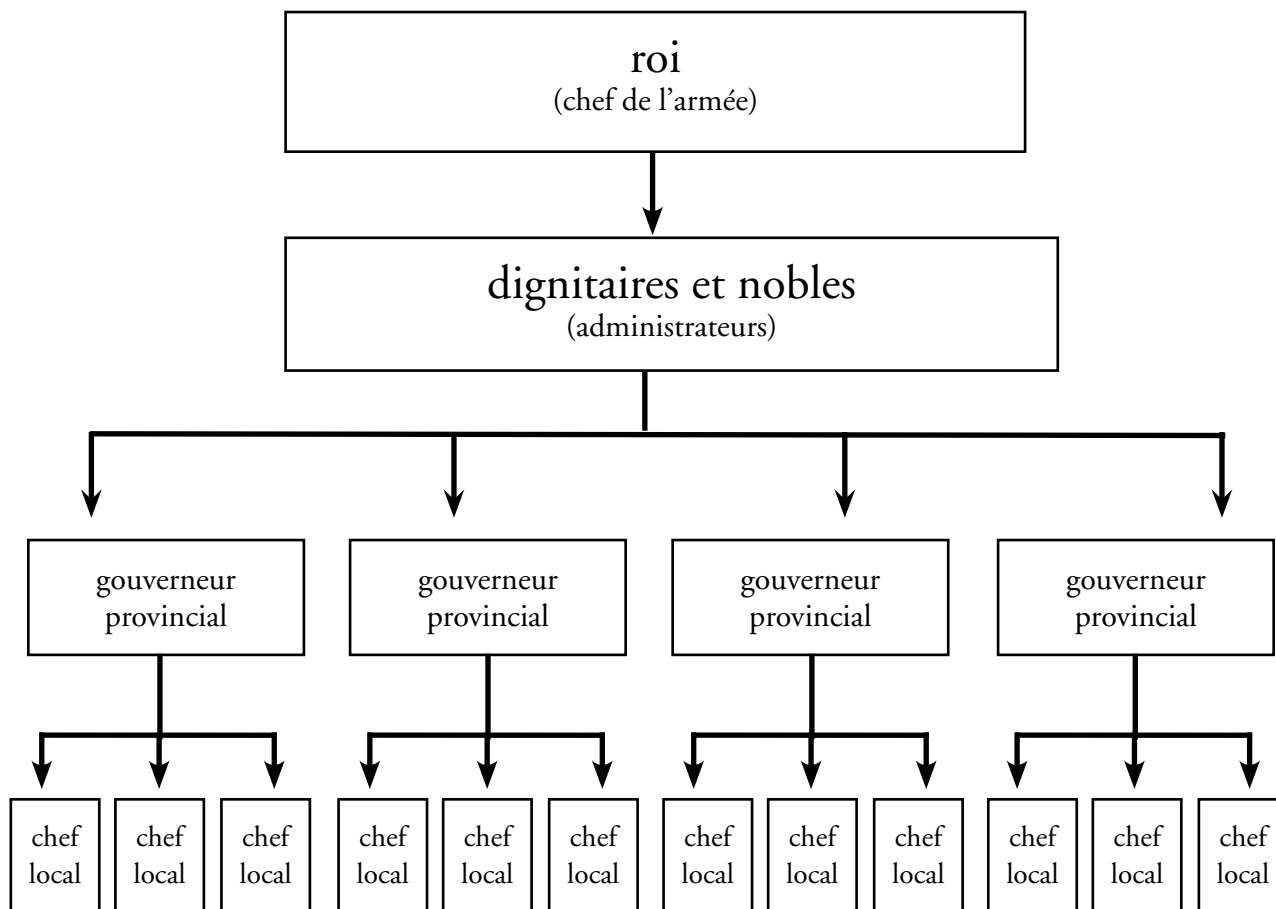 roi
(chef de l’armée)
dignitaires et nobles
(administrateurs)
gouverneur
provincial
gouverneur
provincial
gouverneur
provincial
gouverneur
provincial
chef
local
chef
local
chef
local
chef
local
chef
local
chef
local
chef
local
chef
local
chef
local
chef
local
chef
local
chef
local